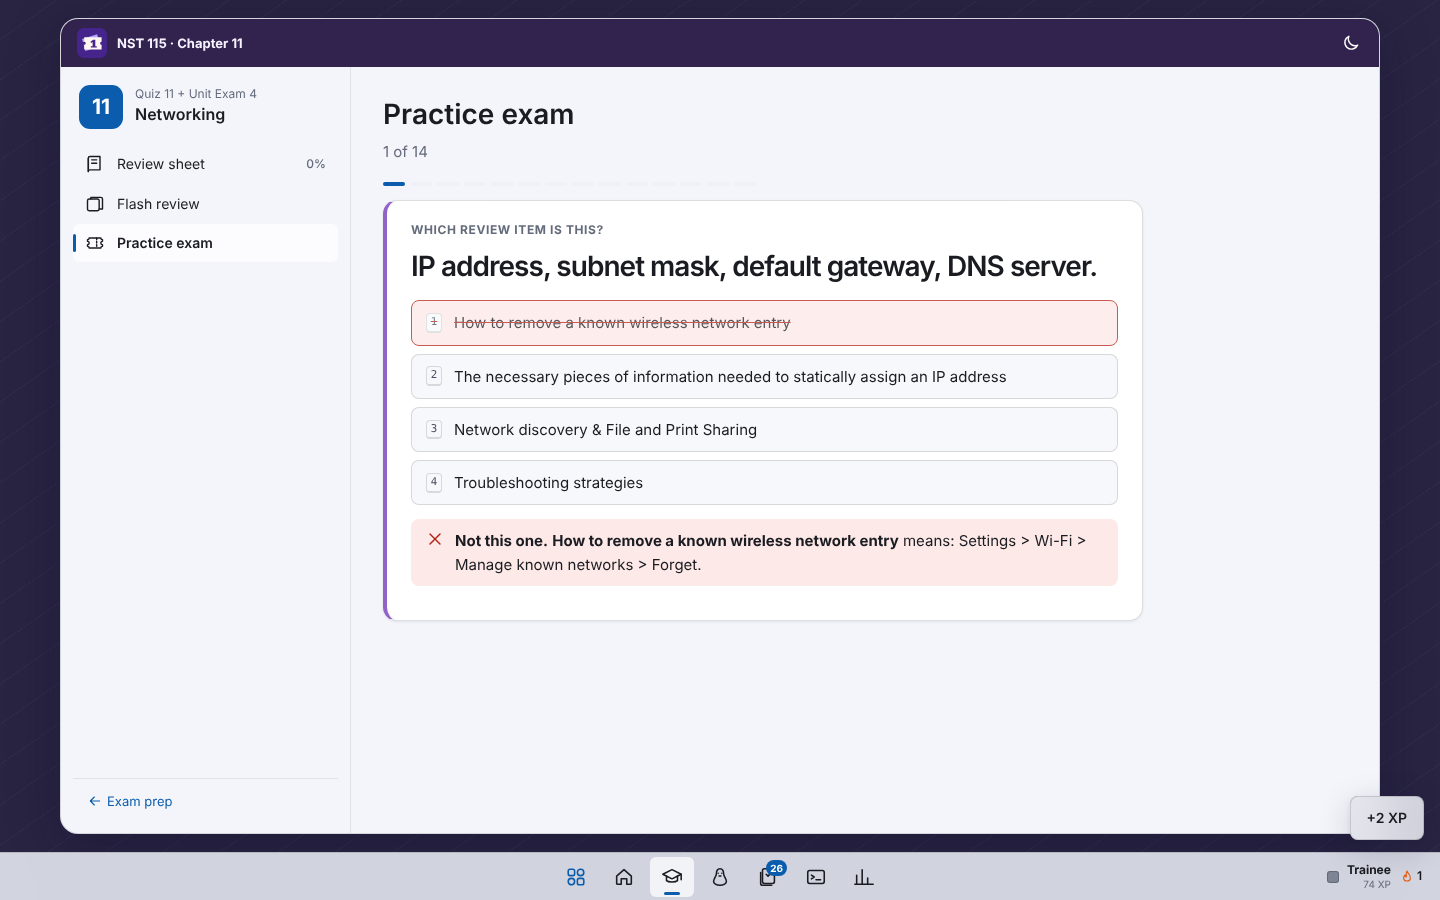 NST 115 · Chapter 11
11
Quiz 11 + Unit Exam 4
Networking
Review sheet 0%
Flash review
Practice exam
← Exam prep
Practice exam
1 of 14
WHICH REVIEW ITEM IS THIS?
IP address, subnet mask, default gateway, DNS server.
1 How to remove a known wireless network entry
2 The necessary pieces of information needed to statically assign an IP address
3 Network discovery & File and Print Sharing
4 Troubleshooting strategies
Not this one. How to remove a known wireless network entry means: Settings > Wi-Fi >
Manage known networks > Forget.
+2 XP
26
Trainee
74 XP
1